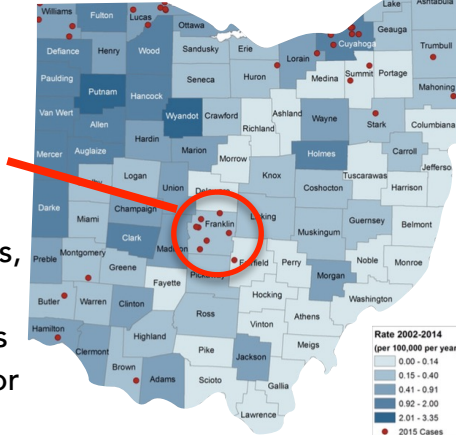 Williams
Fulton
Lucas
Ottawa
Lake
Ashtabula
Defiance
Henry
Wood
Sandusky
Erie
Lorain
Cuyahoga
Geauga
Trumbull
Paulding
Putnam
Hancock
Seneca
Huron
Medina
Summit
Portage
Mahoning
Van Wert
Allen
Wyandot
Crawford
Richland
Ashland
Wayne
Stark
Columbiana
Mercer
Auglaize
Hardin
Marion
Morrow
Holmes
Tuscarawas
Carroll
Jefferso
Logan
Union
Knox
Coshocton
Harrison
Darke
Miami
Champaign
Franklin
Muskingum
Guernsey
Belmont
Clark
Preble
Montgomery
Greene
Perry
Noble
Monroe
Morgan
Butler
Warren
Clinton
Fayette
Ross
Hocking
Athens
Washington
Hamilton
Clermont
Highland
Vinton
Meigs
Brown
Adams
Pike
Jackson
Scioto
Gallia
Lawrence
s,
s
or
Rate 2002-2014
(per 100,000 per year
0.00 - 0.14
0.15 - 0.40
0.41 - 0.91
0.92 - 2.00
2.01 - 3.35
2015 Cases